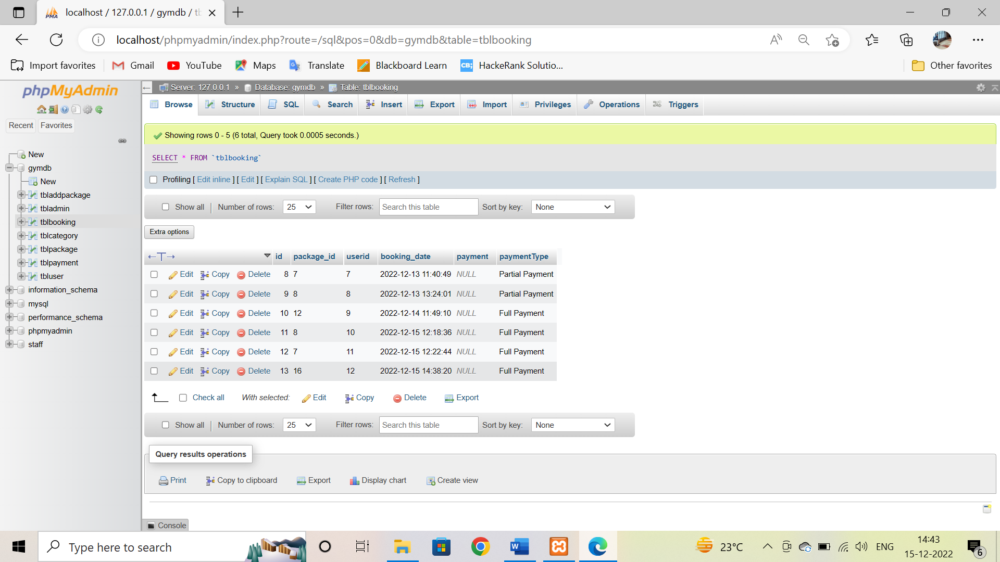 localhost / 127.0.0.1 / gymdb / tb
localhost/phpmyadmin/index.php?route=/sql&pos=0&db=gymdb&table=tblbooking
Import favorites Gmail YouTube Maps Translate Blackboard Learn HackeRank Solutio... Other favorites
phpMyAdmin
Server: 127.0.0.1 » Database: gymdb » Table: tblbooking
Browse Structure SQL Search Insert Export Import Privileges Operations Triggers
Recent Favorites
New
gymdb
New
tbladdpackage
tbladmin
tblbooking
tblcategory
tblpackage
tblpayment
tbluser
information_schema
mysql
performance_schema
phpmyadmin
staff
Showing rows 0 - 5 (6 total, Query took 0.0005 seconds.)
SELECT * FROM `tblbooking`
Profiling [ Edit inline ] [ Edit ] [ Explain SQL ] [ Create PHP code ] [ Refresh ]
Show all | Number of rows: 25 Filter rows: Search this table Sort by key: None
Extra options
←T→ id package_id userid booking_date payment paymentType
Edit Copy Delete 8 7 7 2022-12-13 11:40:49 NULL Partial Payment
Edit Copy Delete 9 8 8 2022-12-13 13:24:01 NULL Partial Payment
Edit Copy Delete 10 12 9 2022-12-14 11:49:10 NULL Full Payment
Edit Copy Delete 11 8 10 2022-12-15 12:18:36 NULL Full Payment
Edit Copy Delete 12 7 11 2022-12-15 12:22:44 NULL Full Payment
Edit Copy Delete 13 16 12 2022-12-15 14:38:20 NULL Full Payment
Check all With selected: Edit Copy Delete Export
Show all | Number of rows: 25 Filter rows: Search this table Sort by key: None
Query results operations
Print Copy to clipboard Export Display chart Create view
Console
Type here to search
23°C
ENG
14:43
15-12-2022
6